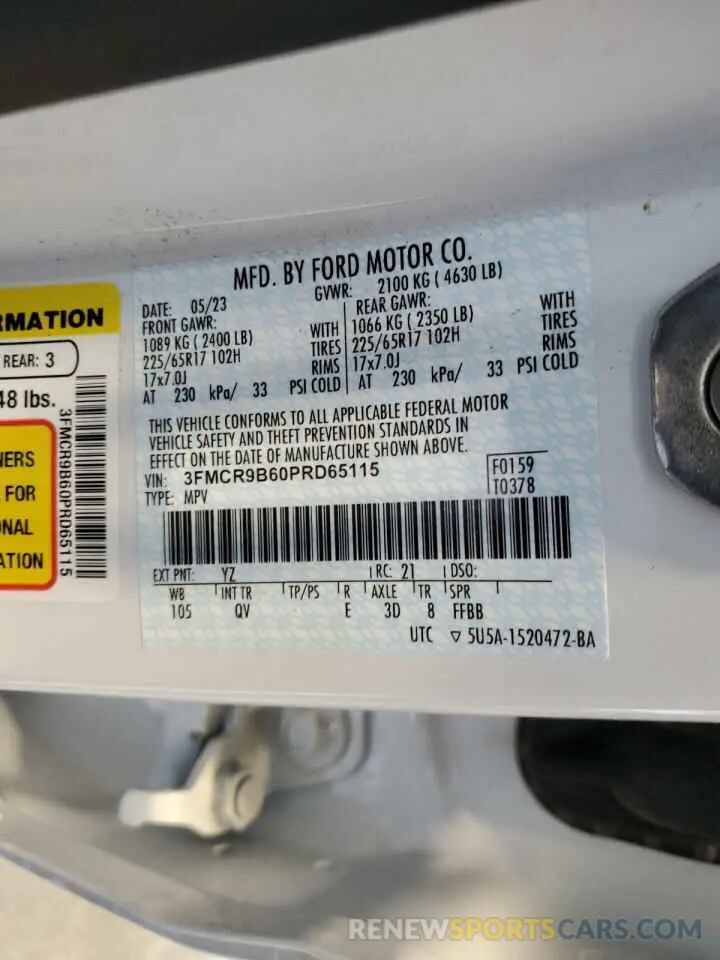 RMATION
REAR: 3
48 lbs.
NERS
FOR
NAL
ATION
3FMCR9B60PRD65115
MFD. BY FORD MOTOR CO.
DATE: 05/23 GVWR: 2100 KG ( 4630 LB)
FRONT GAWR: REAR GAWR:
1089 KG ( 2400 LB) WITH 1066 KG ( 2350 LB) WITH
225/65R17 102H TIRES 225/65R17 102H TIRES
17x7.0J RIMS 17x7.0J RIMS
AT 230 kPa/ 33 PSI COLD AT 230 kPa/ 33 PSI COLD
THIS VEHICLE CONFORMS TO ALL APPLICABLE FEDERAL MOTOR
VEHICLE SAFETY AND THEFT PREVENTION STANDARDS IN
EFFECT ON THE DATE OF MANUFACTURE SHOWN ABOVE.
VIN: 3FMCR9B60PRD65115 F0159
TYPE: MPV T0378
EXT PNT: YZ RC: 21 DSO:
WB INT TR TP/PS R AXLE TR SPR
105 QV E 3D 8 FFBB
UTC ▽ 5U5A-1520472-BA
RENEWSPORTSCARS.COM